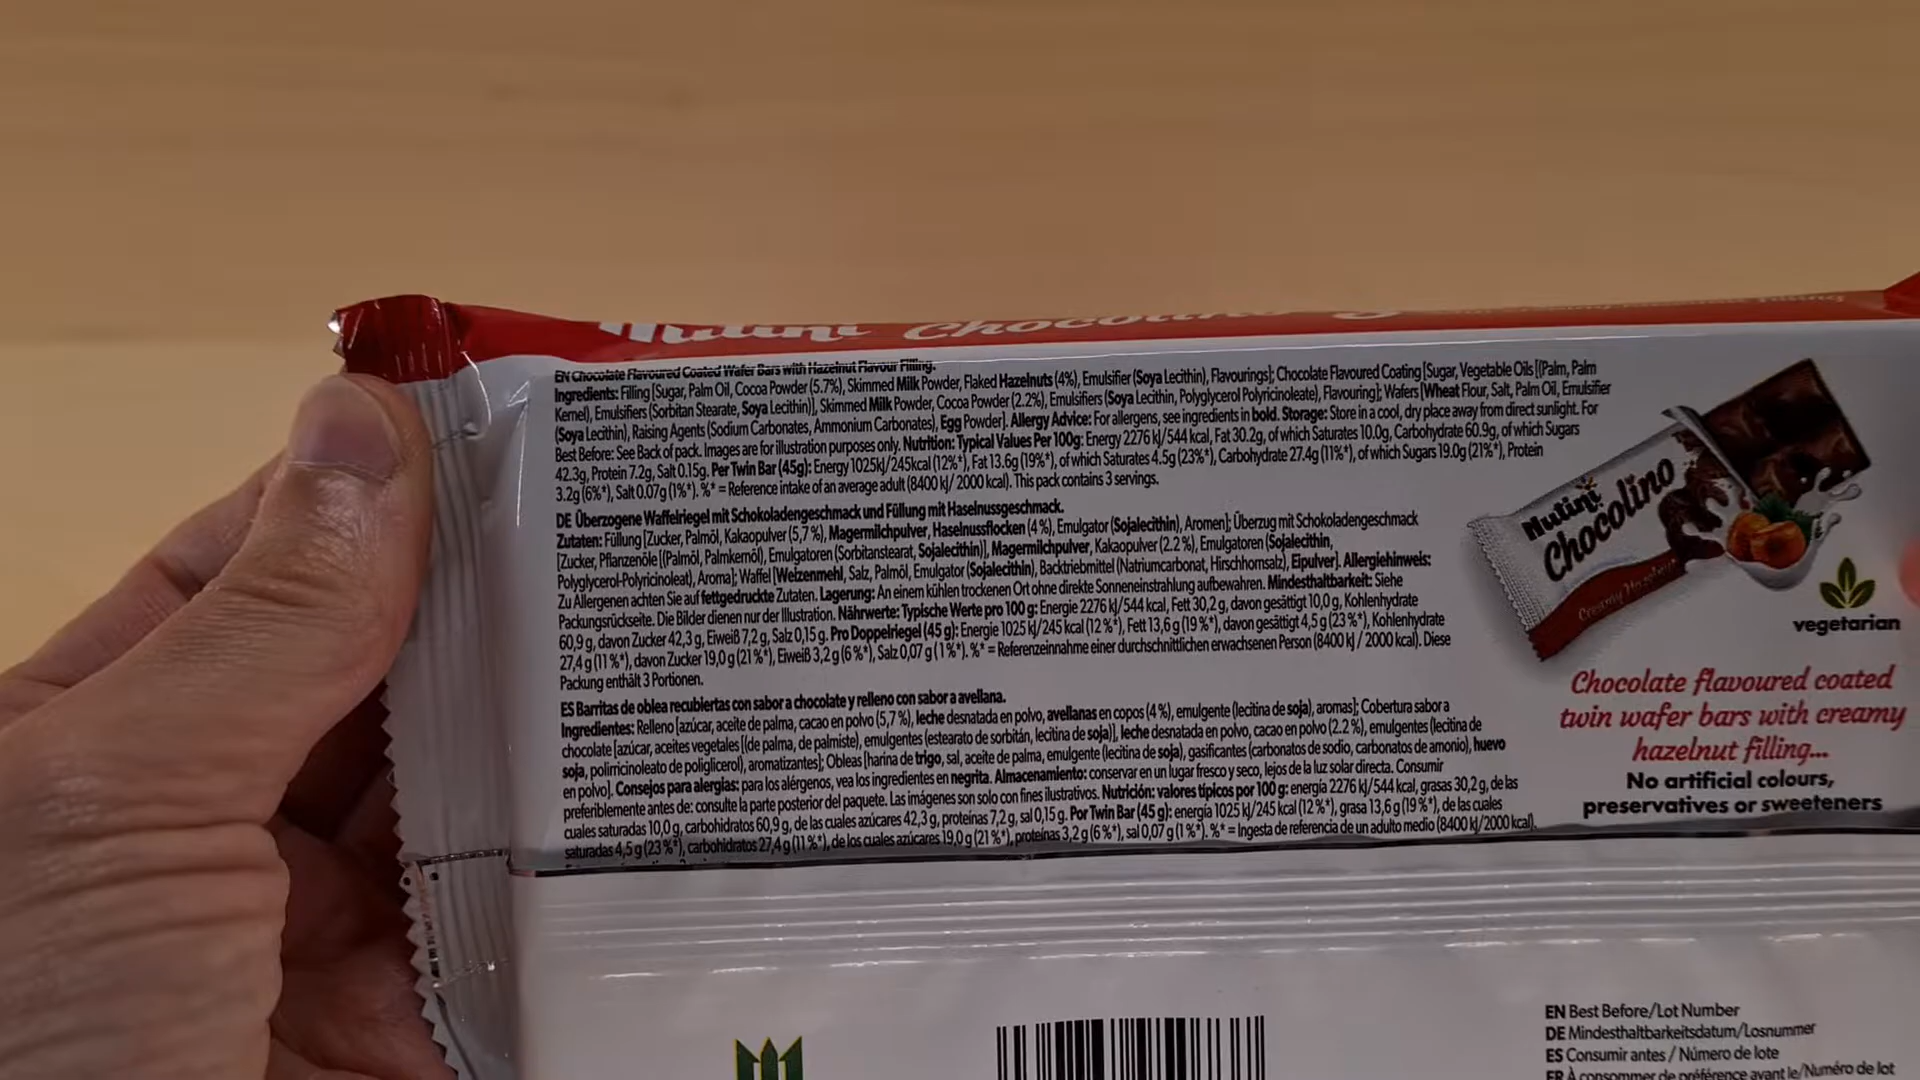 Mutini Chocolino
EN Chocolate Flavoured Coated Wafer Bars with Hazelnut Flavour Filling.
Ingredients: Filling [Sugar, Palm Oil, Cocoa Powder (5.7%), Skimmed Milk Powder, Flaked Hazelnuts (4%), Emulsifier (Soya Lecithin), Flavourings]; Chocolate Flavoured Coating [Sugar, Vegetable Oils [(Palm, Palm
Kernel), Emulsifiers (Sorbitan Stearate, Soya Lecithin)], Skimmed Milk Powder, Cocoa Powder (2.2%), Emulsifiers (Soya Lecithin, Polyglycerol Polyricinoleate), Flavouring]; Wafers [Wheat Flour, Salt, Palm Oil, Emulsifier
(Soya Lecithin), Raising Agents (Sodium Carbonates, Ammonium Carbonates), Egg Powder]. Allergy Advice: For allergens, see ingredients in bold. Storage: Store in a cool, dry place away from direct sunlight. For
Best Before: See Back of pack. Images are for illustration purposes only. Nutrition: Typical Values Per 100g: Energy 2276 kJ/544 kcal, Fat 30.2g, of which Saturates 10.0g, Carbohydrate 60.9g, of which Sugars
42.3g, Protein 7.2g, Salt 0.15g. Per Twin Bar (45g): Energy 1025kJ/245kcal (12%*), Fat 13.6g (19%*), of which Saturates 4.5g (23%*), Carbohydrate 27.4g (11%*), of which Sugars 19.0g (21%*), Protein
3.2g (6%*), Salt 0.07g (1%*). %* = Reference intake of an average adult (8400 kJ/ 2000 kcal). This pack contains 3 servings.
DE Überzogene Waffelriegel mit Schokoladengeschmack und Füllung mit Haselnussgeschmack.
Zutaten: Füllung [Zucker, Palmöl, Kakaopulver (5,7 %), Magermilchpulver, Haselnussflocken (4 %), Emulgator (Sojalecithin), Aromen]; Überzug mit Schokoladengeschmack
[Zucker, Pflanzenöle [(Palmöl, Palmkernöl), Emulgatoren (Sorbitanstearat, Sojalecithin)], Magermilchpulver, Kakaopulver (2.2 %), Emulgatoren (Sojalecithin,
Polyglycerol-Polyricinoleat), Aroma]; Waffel [Weizenmehl, Salz, Palmöl, Emulgator (Sojalecithin), Backtriebmittel (Natriumcarbonat, Hirschhornsalz), Eipulver]. Allergiehinweis:
Zu Allergenen achten Sie auf fettgedruckte Zutaten. Lagerung: An einem kühlen trockenen Ort ohne direkte Sonneneinstrahlung aufbewahren. Mindesthaltbarkeit: Siehe
Packungsrückseite. Die Bilder dienen nur der Illustration. Nährwerte: Typische Werte pro 100 g: Energie 2276 kJ/544 kcal, Fett 30,2 g, davon gesättigt 10,0 g, Kohlenhydrate
60,9 g, davon Zucker 42,3 g, Eiweiß 7,2 g, Salz 0,15 g. Pro Doppelriegel (45 g): Energie 1025 kJ/245 kcal (12 %*), Fett 13,6 g (19 %*), davon gesättigt 4,5 g (23 %*), Kohlenhydrate
27,4 g (11 %*), davon Zucker 19,0 g (21 %*), Eiweiß 3,2 g (6 %*), Salz 0,07 g (1 %*). %* = Referenzeinnahme einer durchschnittlichen erwachsenen Person (8400 kJ / 2000 kcal). Diese
Packung enthält 3 Portionen.
ES Barritas de oblea recubiertas con sabor a chocolate y relleno con sabor a avellana.
Ingredientes: Relleno [azúcar, aceite de palma, cacao en polvo (5,7 %), leche desnatada en polvo, avellanas en copos (4 %), emulgente (lecitina de soja), aromas]; Cobertura sabor a
chocolate [azúcar, aceites vegetales [(de palma, de palmiste), emulgentes (estearato de sorbitán, lecitina de soja)], leche desnatada en polvo, cacao en polvo (2.2 %), emulgentes (lecitina de
soja, polirricinoleato de poliglicerol), aromatizantes]; Obleas [harina de trigo, sal, aceite de palma, emulgente (lecitina de soja), gasificantes (carbonatos de sodio, carbonatos de amonio), huevo
en polvo]. Consejos para alergias: para los alérgenos, vea los ingredientes en negrita. Almacenamiento: conservar en un lugar fresco y seco, lejos de la luz solar directa. Consumir
preferiblemente antes de: consulte la parte posterior del paquete. Las imágenes son solo con fines ilustrativos. Nutrición: valores típicos por 100 g: energía 2276 kJ/544 kcal, grasas 30,2 g, de las
cuales saturadas 10,0 g, carbohidratos 60,9 g, de las cuales azúcares 42,3 g, proteínas 7,2 g, sal 0,15 g. Por Twin Bar (45 g): energía 1025 kJ/245 kcal (12 %*), grasa 13,6 g (19 %*), de las cuales
saturadas 4,5 g (23 %*), carbohidratos 27,4 g (11 %*), de los cuales azúcares 19,0 g (21 %*), proteínas 3,2 g (6 %*), sal 0,07 g (1 %*). %* = Ingesta de referencia de un adulto medio (8400 kJ/2000 kcal).
Mutini
Chocolino
Creamy Hazelnut
vegetarian
Chocolate flavoured coated
twin wafer bars with creamy
hazelnut filling...
No artificial colours,
preservatives or sweeteners
EN Best Before/Lot Number
DE Mindesthaltbarkeitsdatum/Losnummer
ES Consumir antes / Número de lote
FR À consommer de préférence avant le/Numéro de lot